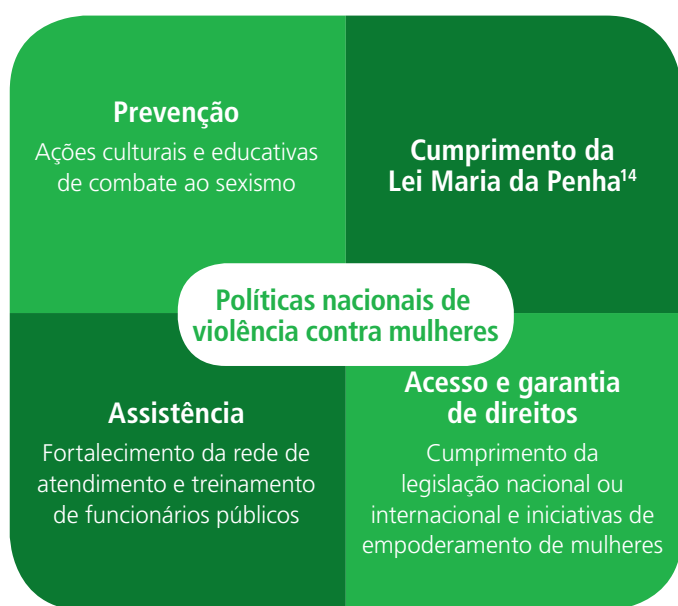 Prevenção
Ações culturais e educativas
de combate ao sexismo
Cumprimento da
Lei Maria da Penha¹⁴
Políticas nacionais de
violência contra mulheres
Assistência
Fortalecimento da rede de
atendimento e treinamento
de funcionários públicos
Acesso e garantia
de direitos
Cumprimento da
legislação nacional ou
internacional e iniciativas de
empoderamento de mulheres